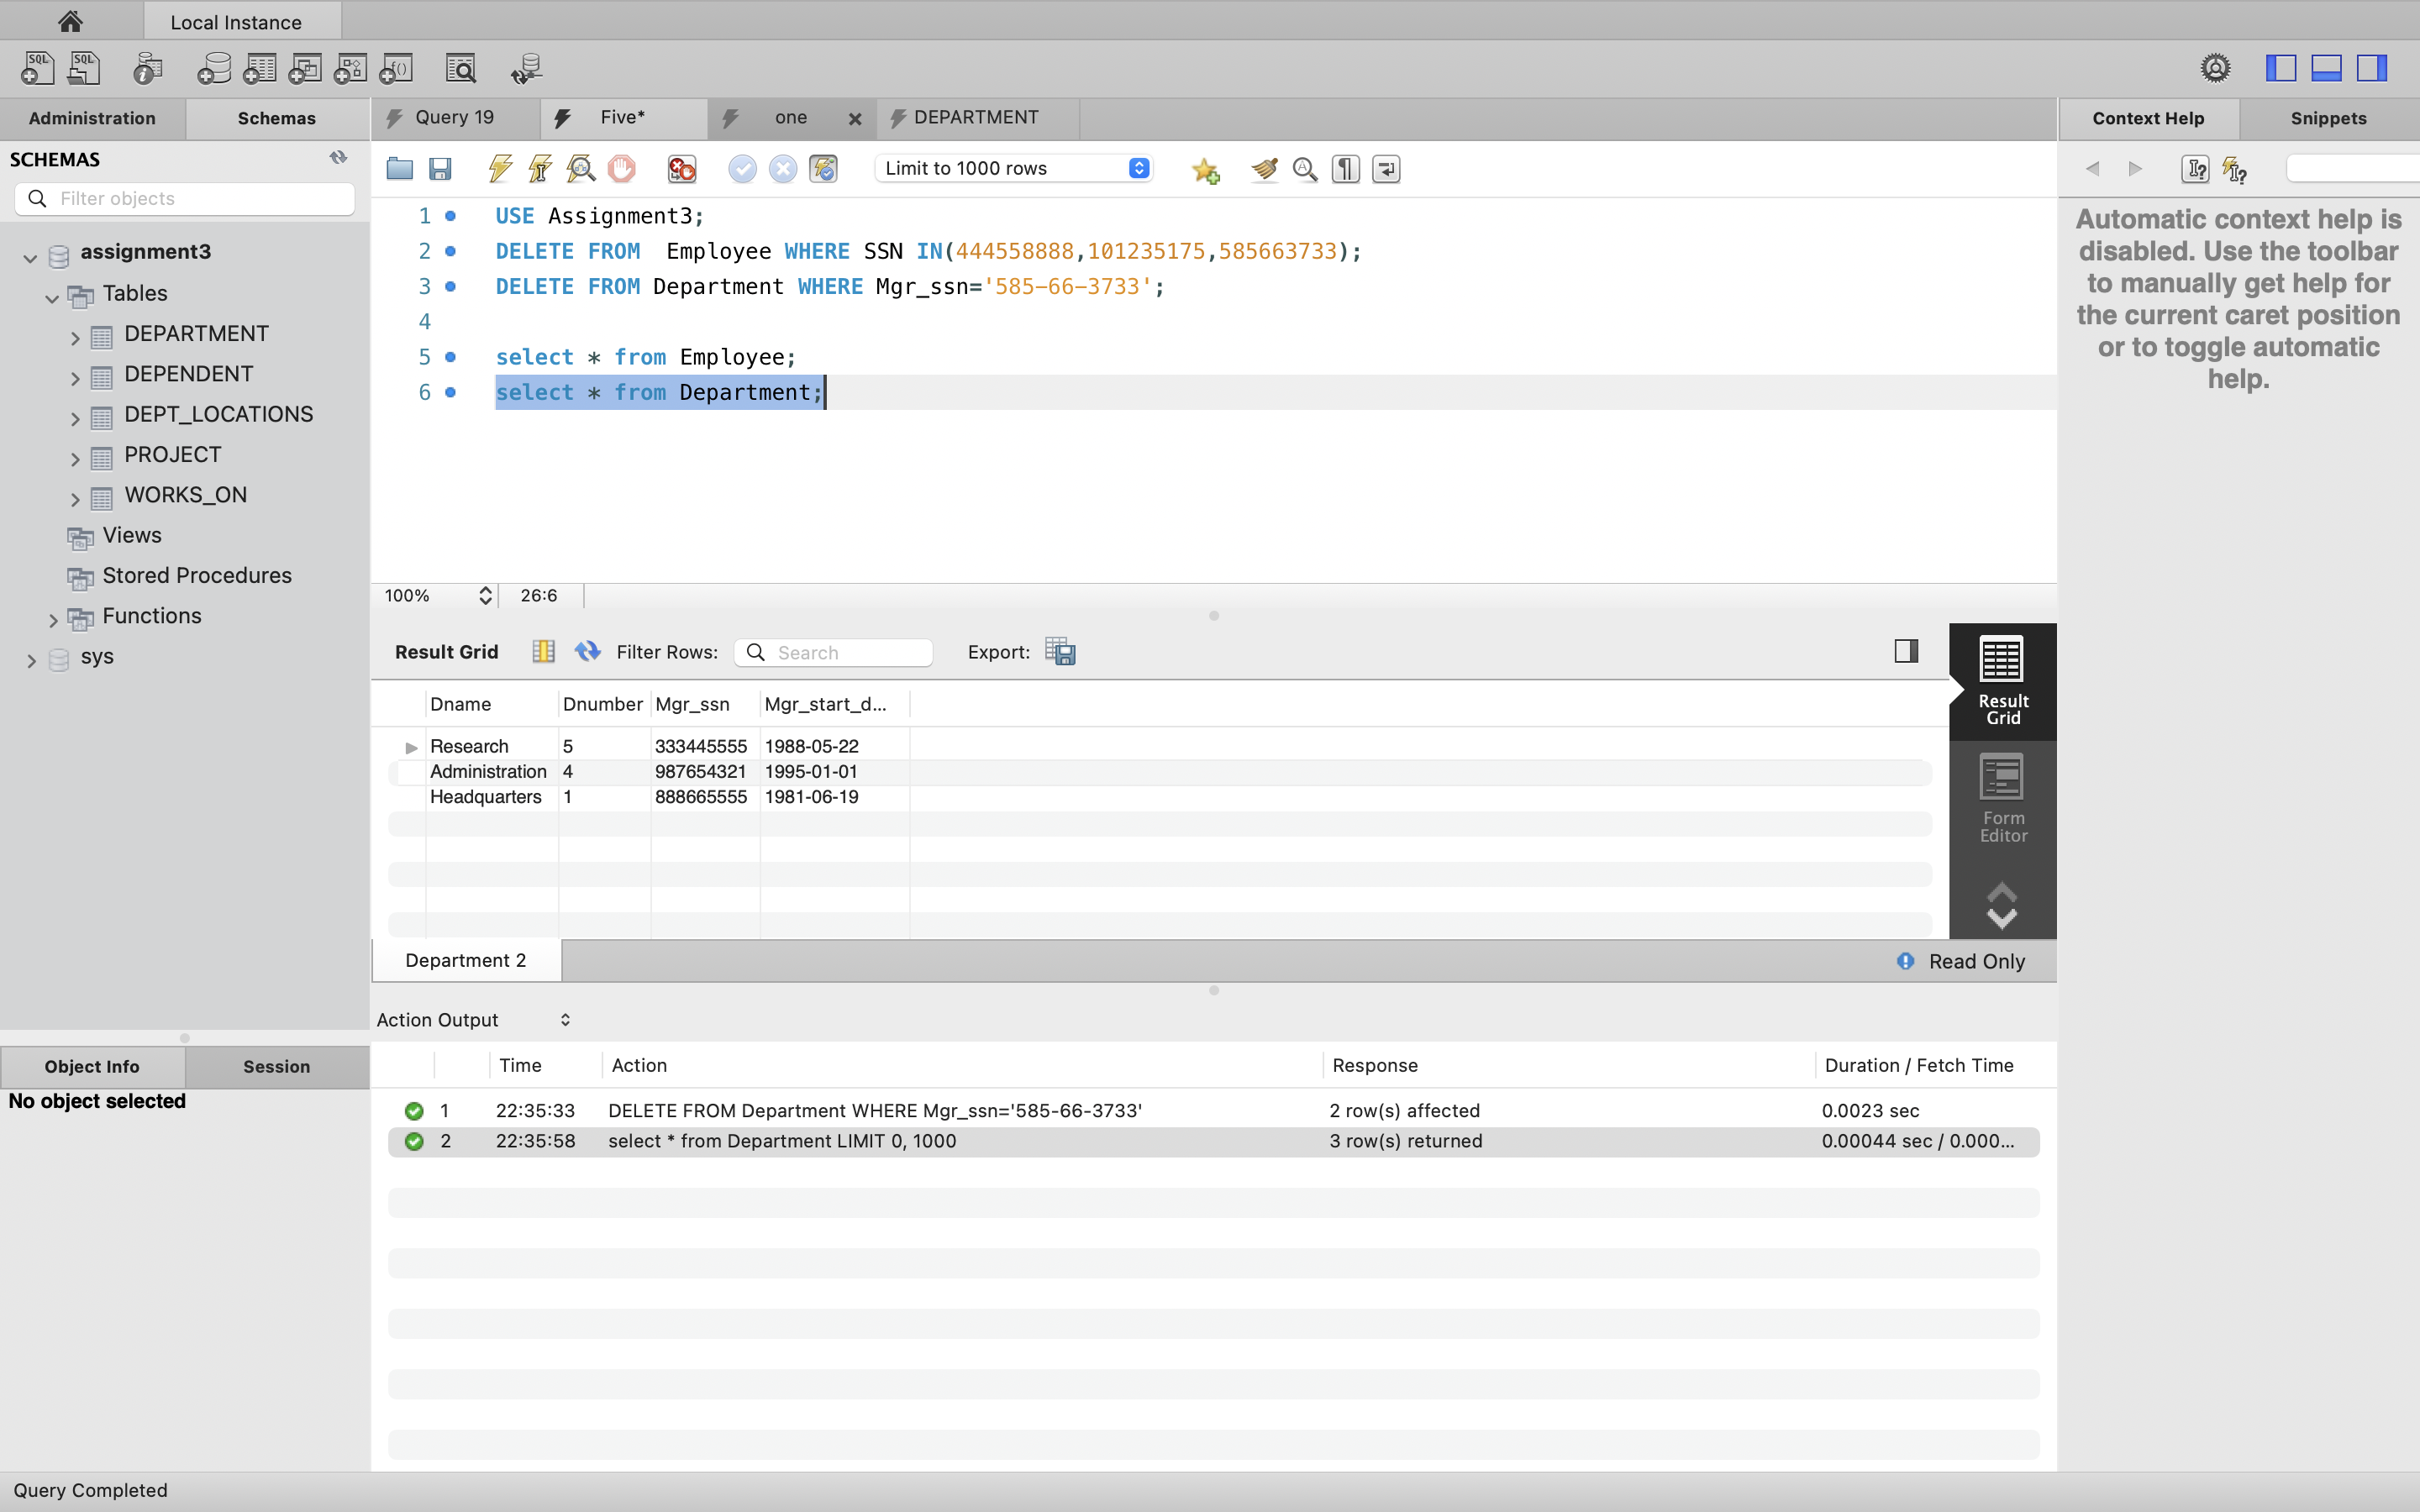 Local Instance
Administration
Schemas
Query 19
Five*
one
DEPARTMENT
Context Help
Snippets
SCHEMAS
Filter objects
Limit to 1000 rows
assignment3
Tables
DEPARTMENT
DEPENDENT
DEPT_LOCATIONS
PROJECT
WORKS_ON
Views
Stored Procedures
Functions
sys
1 USE Assignment3;
2 DELETE FROM  Employee WHERE SSN IN(444558888,101235175,585663733);
3 DELETE FROM Department WHERE Mgr_ssn='585-66-3733';
4
5 select * from Employee;
6 select * from Department;
Automatic context help is
disabled. Use the toolbar
to manually get help for
the current caret position
or to toggle automatic
help.
100%
26:6
Result Grid
Filter Rows:
Search
Export:
Dname Dnumber Mgr_ssn Mgr_start_d...
Research 5 333445555 1988-05-22
Administration 4 987654321 1995-01-01
Headquarters 1 888665555 1981-06-19
Result
Grid
Form
Editor
Department 2
Read Only
Action Output
Time Action Response Duration / Fetch Time
1 22:35:33 DELETE FROM Department WHERE Mgr_ssn='585-66-3733' 2 row(s) affected 0.0023 sec
2 22:35:58 select * from Department LIMIT 0, 1000 3 row(s) returned 0.00044 sec / 0.000...
Object Info
Session
No object selected
Query Completed